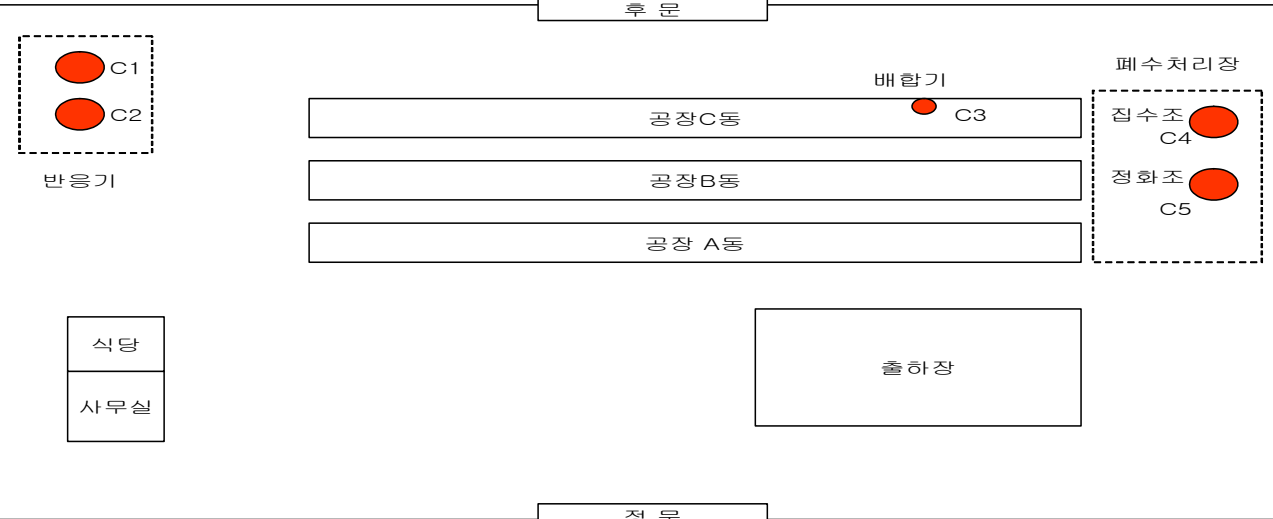 후 문
C1
C2
반응기
배합기
C3
공장C동
공장B동
공장 A동
폐수처리장
집수조
C4
정화조
C5
식당
사무실
출하장
정 문